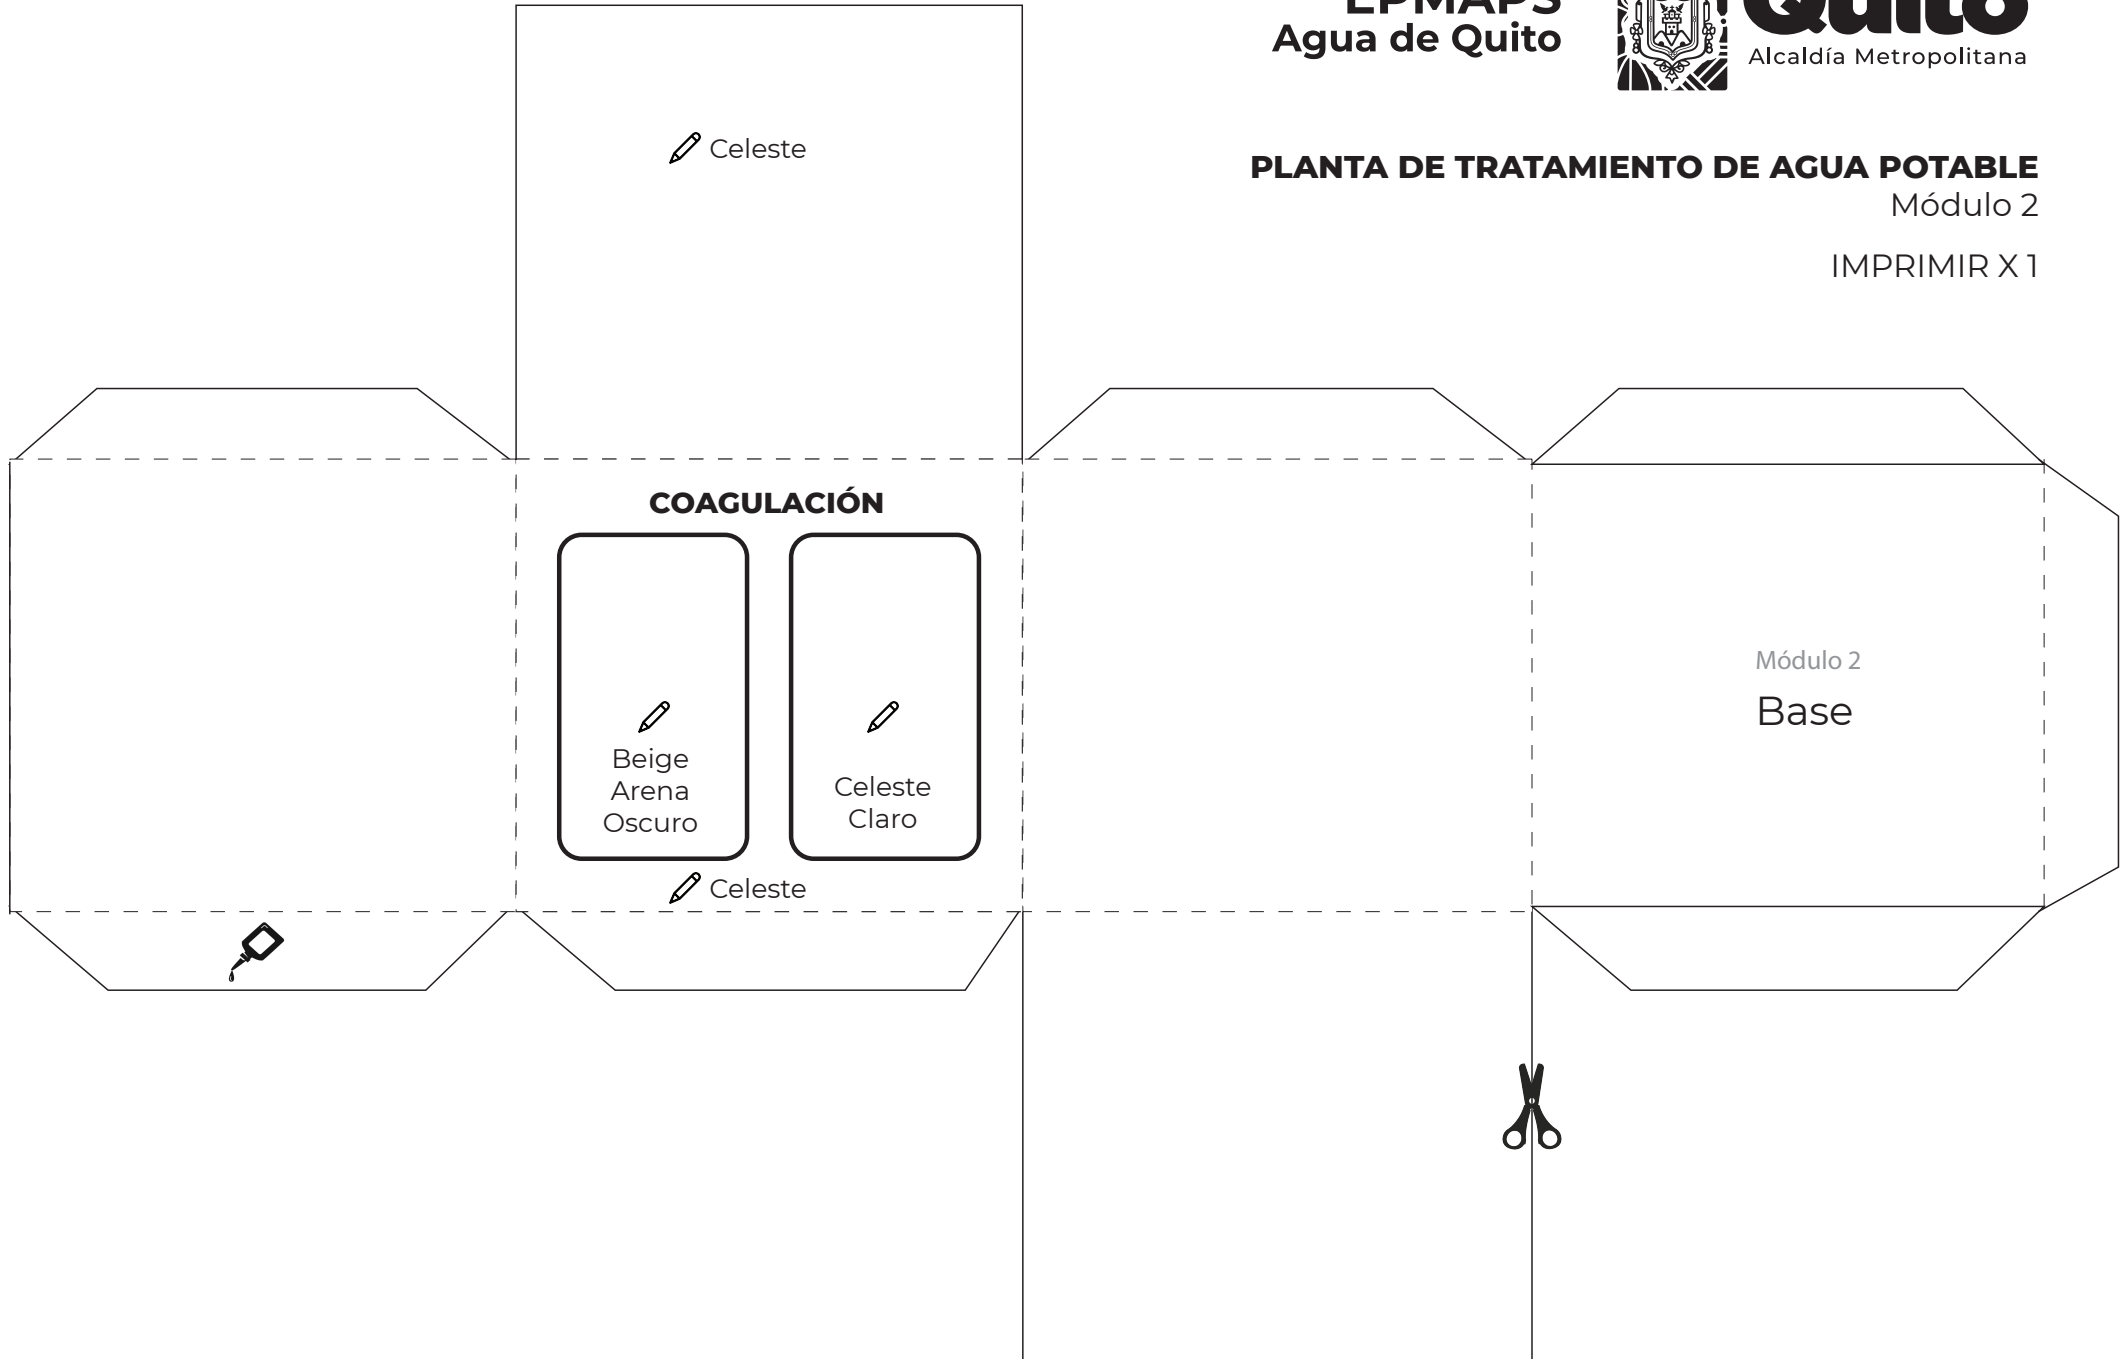 EPMAPS
Agua de Quito
Quito
Alcaldía Metropolitana
PLANTA DE TRATAMIENTO DE AGUA POTABLE
Módulo 2
IMPRIMIR X 1
Celeste
COAGULACIÓN
Beige
Arena
Oscuro
Celeste
Claro
Celeste
Módulo 2
Base